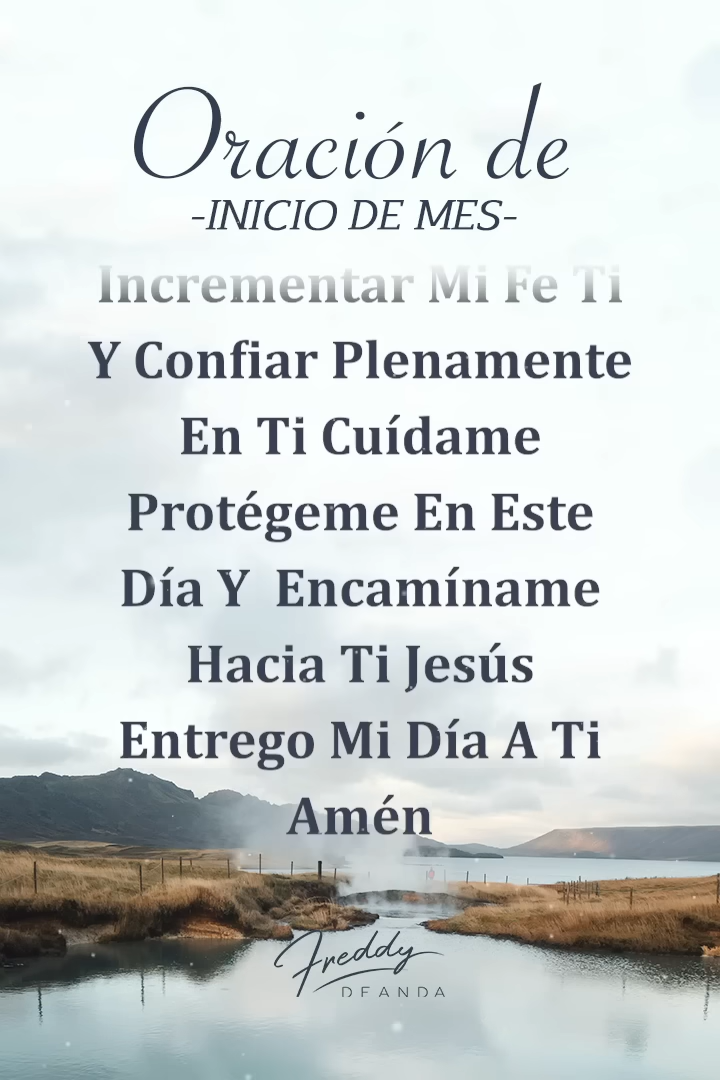 Oración de
-INICIO DE MES-
Incrementar Mi Fe Ti
Y Confiar Plenamente
En Ti Cuídame
Protégeme En Este
Día Y Encamíname
Hacia Ti Jesús
Entrego Mi Día A Ti
Amén
Freddy
DEANDA